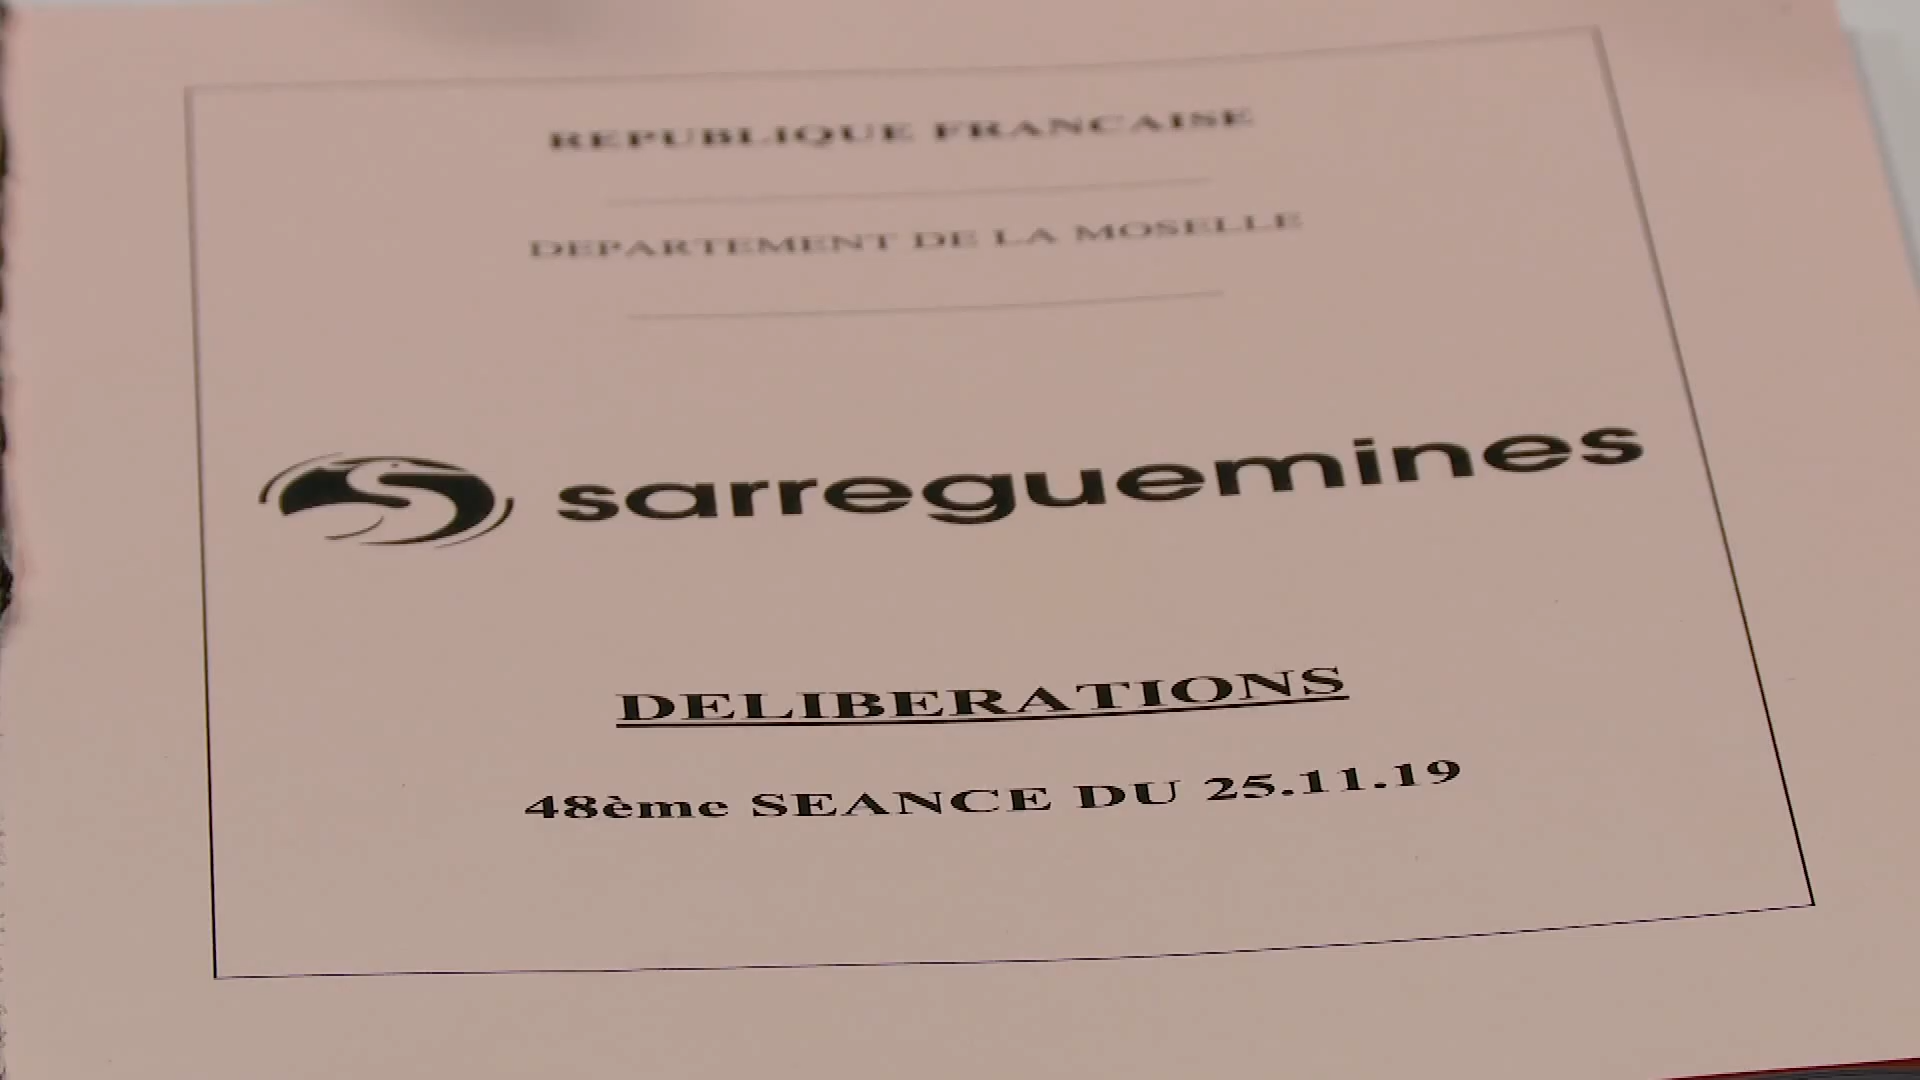 REPUBLIQUE FRANCAISE
DEPARTEMENT DE LA MOSELLE
sarreguemines
DELIBERATIONS
48ème SEANCE DU 25.11.19